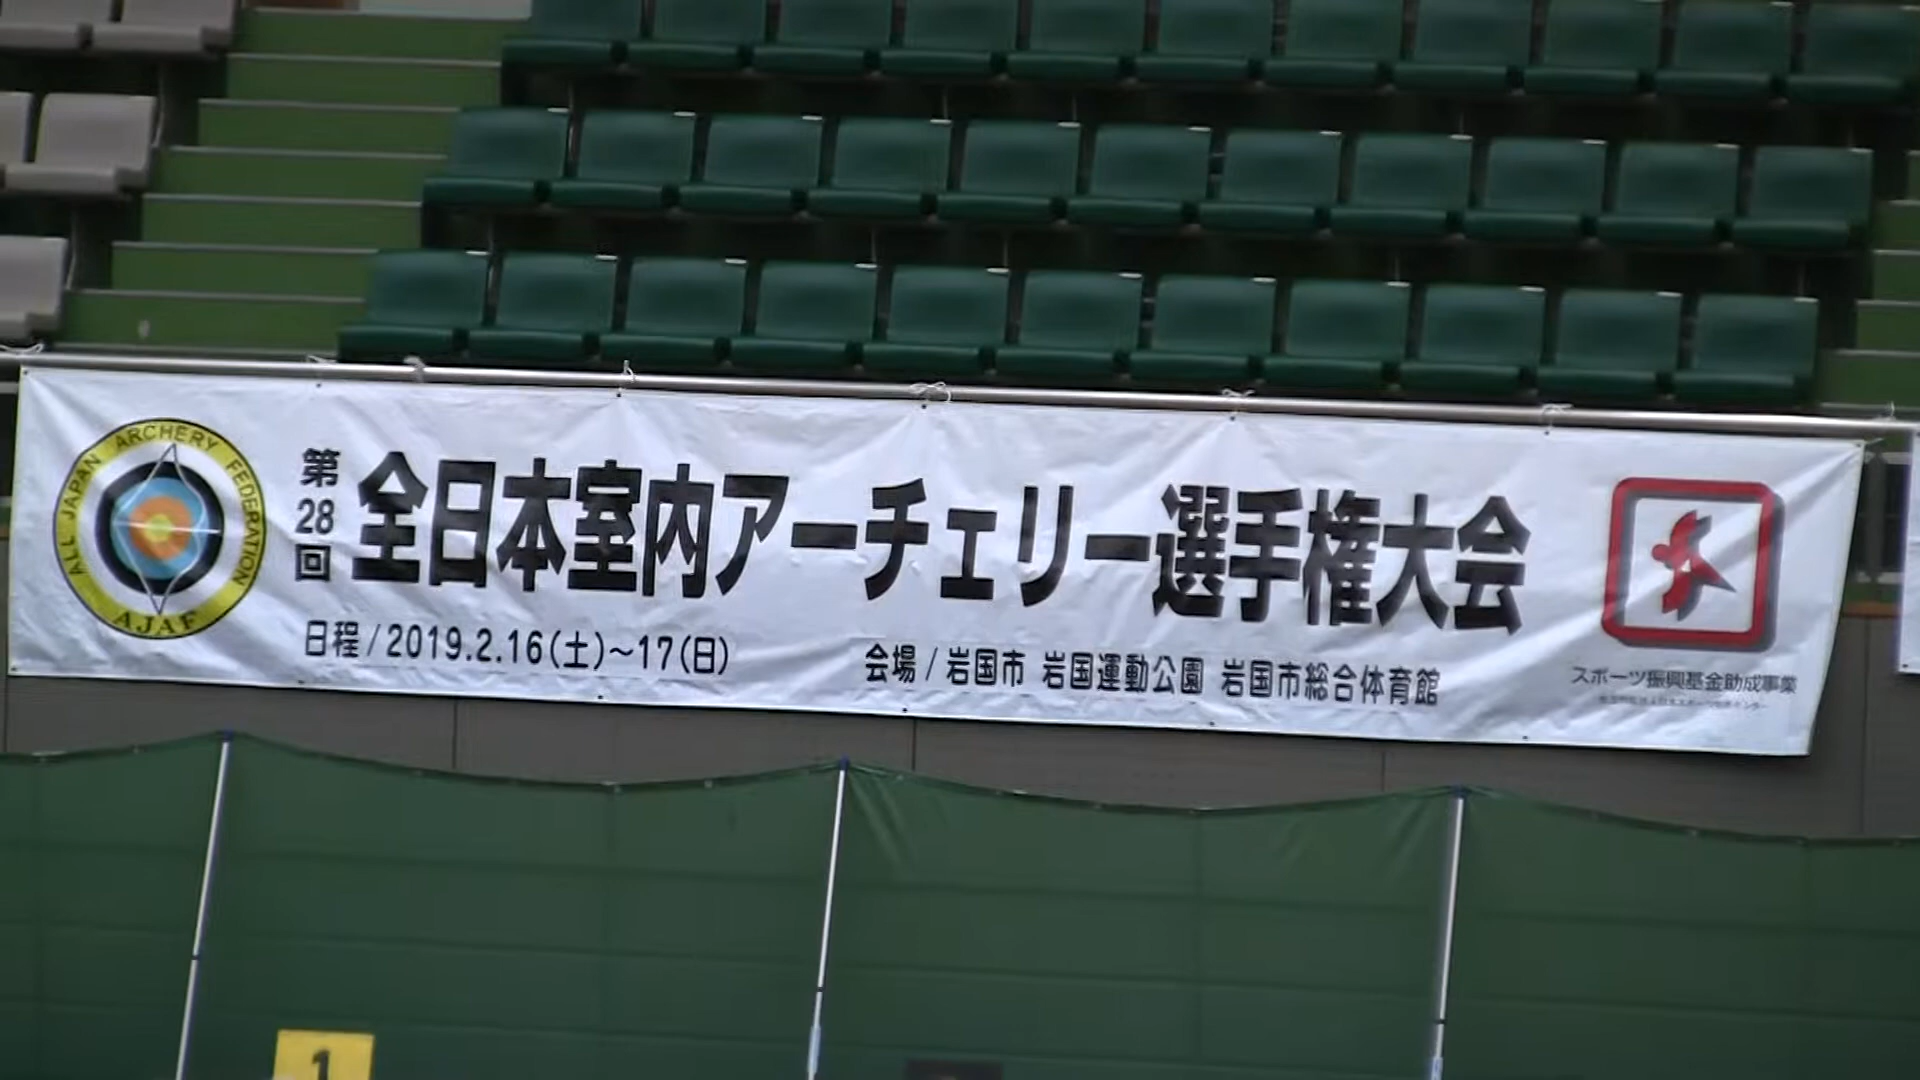 ALL JAPAN ARCHERY FEDERATION
AJAF
第28回
全日本室内アーチェリー選手権大会
日程/2019.2.16(土)~17(日)
会場/岩国市 岩国運動公園 岩国市総合体育館
スポーツ振興基金助成事業
1